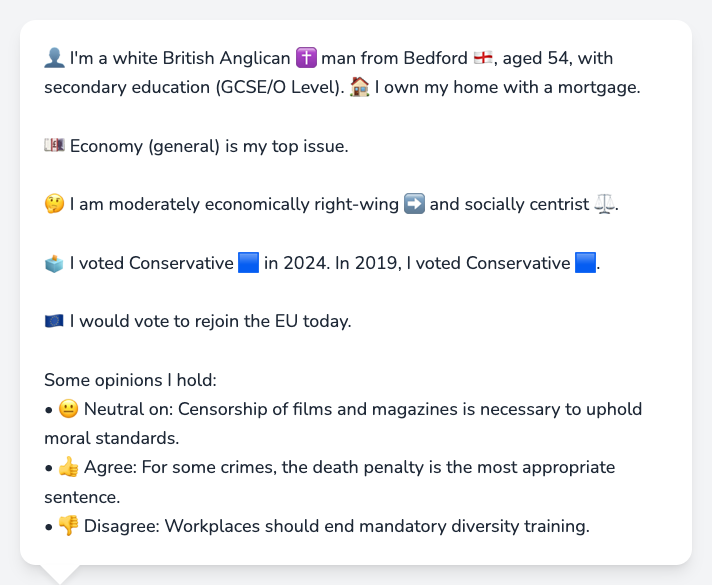 👤 I'm a white British Anglican ✝️ man from Bedford 🏴󠁧󠁢󠁥󠁮󠁧󠁿, aged 54, with
secondary education (GCSE/O Level). 🏠 I own my home with a mortgage.
💷 Economy (general) is my top issue.
🤔 I am moderately economically right-wing ➡️ and socially centrist ⚖️.
🗳️ I voted Conservative 🟦 in 2024. In 2019, I voted Conservative 🟦.
🇪🇺 I would vote to rejoin the EU today.
Some opinions I hold:
• 😐 Neutral on: Censorship of films and magazines is necessary to uphold
moral standards.
• 👍 Agree: For some crimes, the death penalty is the most appropriate
sentence.
• 👎 Disagree: Workplaces should end mandatory diversity training.